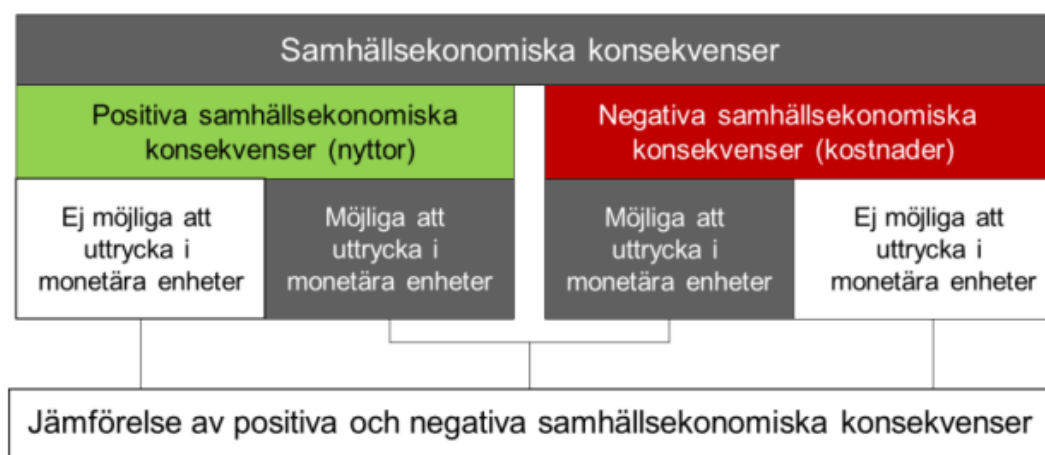 Samhällsekonomiska konsekvenser
Positiva samhällsekonomiska
konsekvenser (nyttor)
Negativa samhällsekonomiska
konsekvenser (kostnader)
Ej möjliga att
uttrycka i
monetära enheter
Möjliga att
uttrycka i
monetära enheter
Möjliga att
uttrycka i
monetära enheter
Ej möjliga att
uttrycka i
monetära enheter
Jämförelse av positiva och negativa samhällsekonomiska konsekvenser